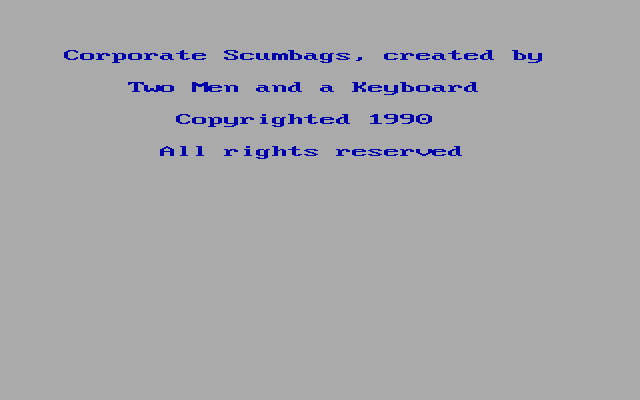 Corporate Scumbags, created by
Two Men and a Keyboard
Copyrighted 1990
All rights reserved